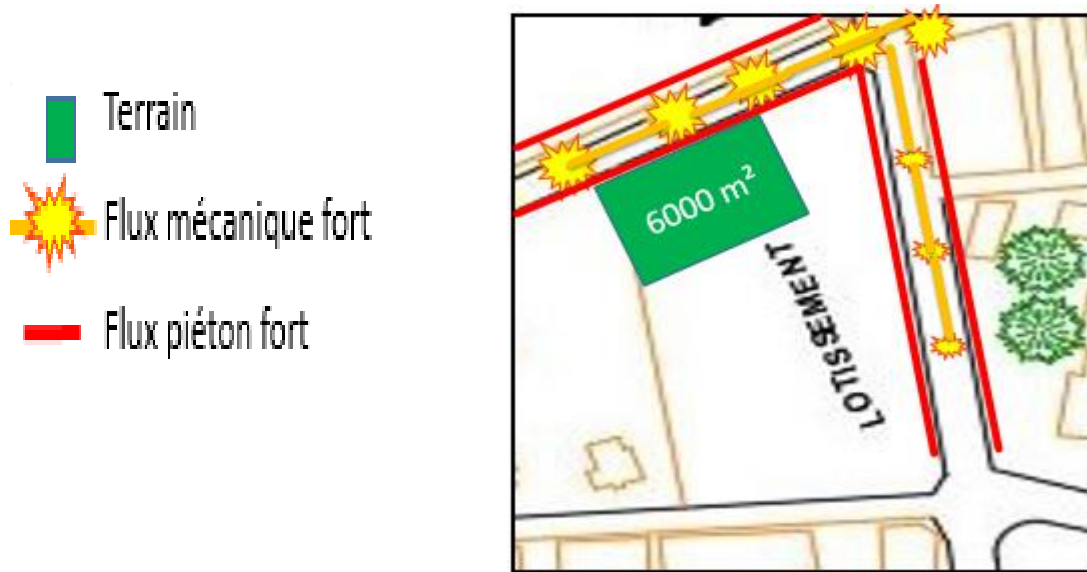 Terrain
Flux mécanique fort
Flux piéton fort
6000 m²
LOTISSEMENT